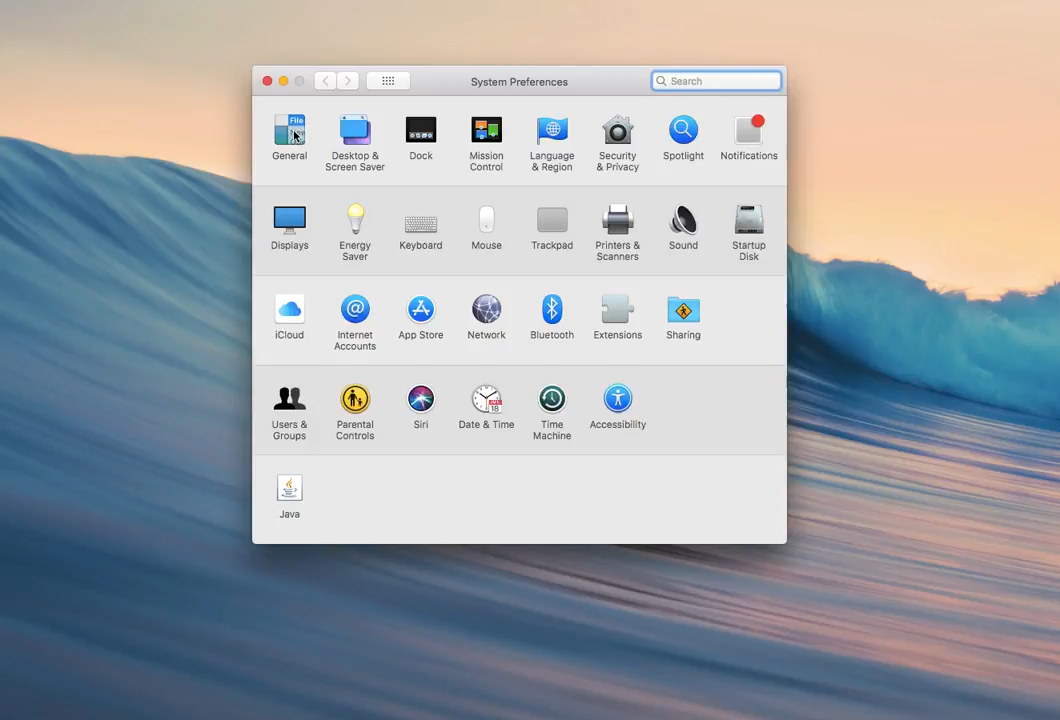 System Preferences
Search
File
General
Desktop &
Screen Saver
Dock
Mission
Control
Language
& Region
Security
& Privacy
Spotlight
Notifications
Displays
Energy
Saver
Keyboard
Mouse
Trackpad
Printers &
Scanners
Sound
Startup
Disk
iCloud
Internet
Accounts
App Store
Network
Bluetooth
Extensions
Sharing
Users &
Groups
Parental
Controls
Siri
JUL
18
Date & Time
Time
Machine
Accessibility
Java